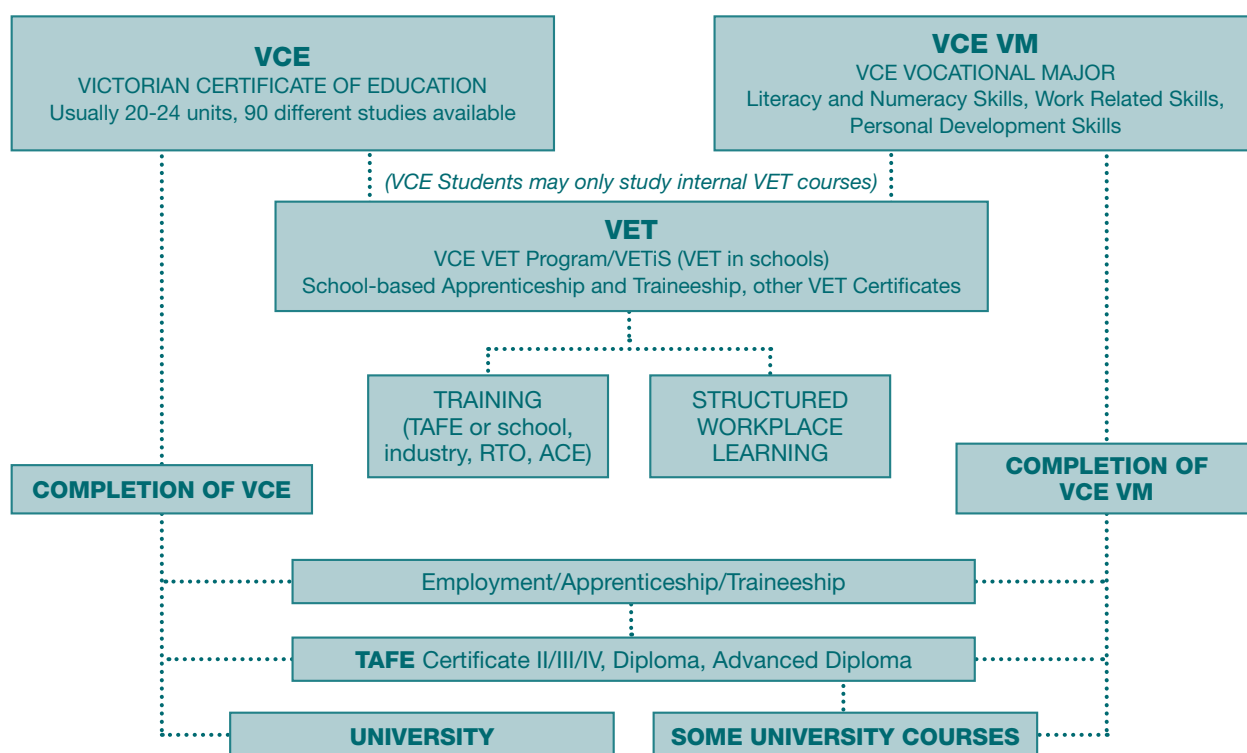 VCE
VICTORIAN CERTIFICATE OF EDUCATION
Usually 20-24 units, 90 different studies available
VCE VM
VCE VOCATIONAL MAJOR
Literacy and Numeracy Skills, Work Related Skills,
Personal Development Skills
(VCE Students may only study internal VET courses)
VET
VCE VET Program/VETiS (VET in schools)
School-based Apprenticeship and Traineeship, other VET Certificates
TRAINING
(TAFE or school,
industry, RTO, ACE)
STRUCTURED
WORKPLACE
LEARNING
COMPLETION OF VCE
COMPLETION OF
VCE VM
Employment/Apprenticeship/Traineeship
TAFE Certificate II/III/IV, Diploma, Advanced Diploma
UNIVERSITY
SOME UNIVERSITY COURSES